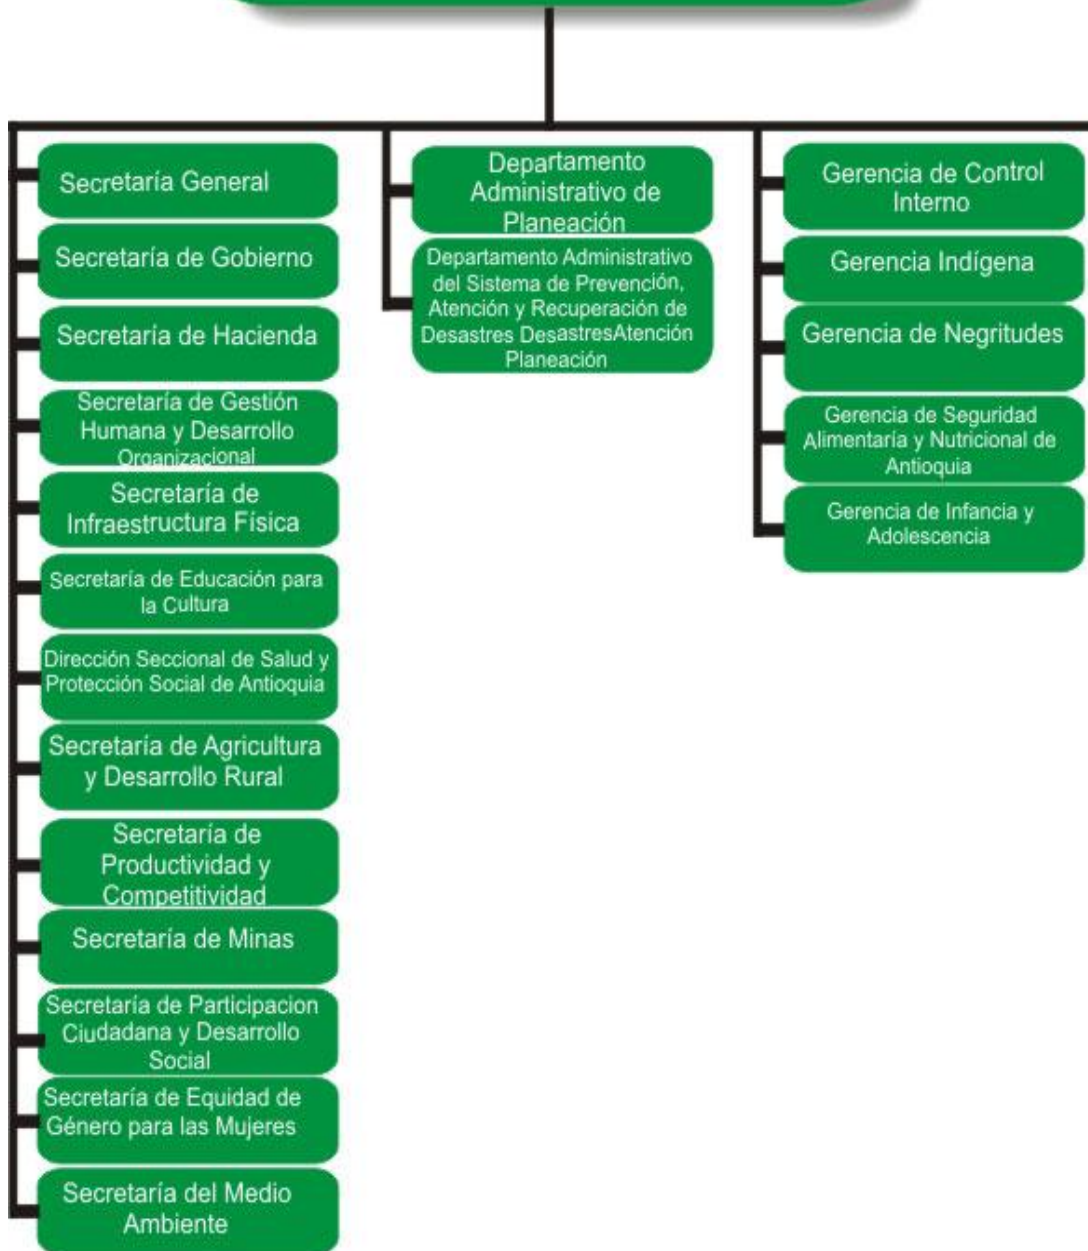 Secretaría General
Secretaría de Gobierno
Secretaría de Hacienda
Secretaría de Gestión
Humana y Desarrollo
Organizacional
Secretaría de
Infraestructura Física
Secretaría de Educación para
la Cultura
Dirección Seccional de Salud y
Protección Social de Antioquia
Secretaría de Agricultura
y Desarrollo Rural
Secretaría de
Productividad y
Competitividad
Secretaría de Minas
Secretaría de Participacion
Ciudadana y Desarrollo
Social
Secretaría de Equidad de
Género para las Mujeres
Secretaría del Medio
Ambiente
Departamento
Administrativo de
Planeación
Departamento Administrativo
del Sistema de Prevención,
Atención y Recuperación de
Desastres DesastresAtención
Planeación
Gerencia de Control
Interno
Gerencia Indígena
Gerencia de Negritudes
Gerencia de Seguridad
Alimentaría y Nutricional de
Antioquia
Gerencia de Infancia y
Adolescencia